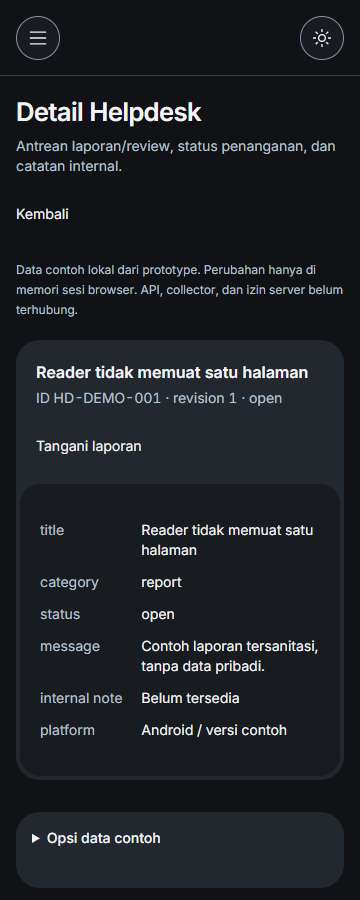 Detail Helpdesk
Antrean laporan/review, status penanganan, dan
catatan internal.
Kembali
Data contoh lokal dari prototype. Perubahan hanya di
memori sesi browser. API, collector, dan izin server belum
terhubung.
Reader tidak memuat satu halaman
ID HD-DEMO-001 · revision 1 · open
Tangani laporan
title Reader tidak memuat satu
halaman
category report
status open
message Contoh laporan tersanitasi,
tanpa data pribadi.
internal note Belum tersedia
platform Android / versi contoh
Opsi data contoh